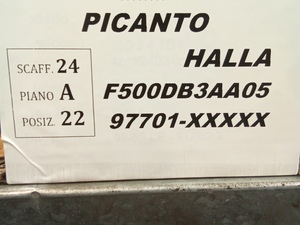 PICANTO
HALLA
SCAFF. 24
PIANO A
F500DB3AA05
POSIZ. 22
97701-XXXXX